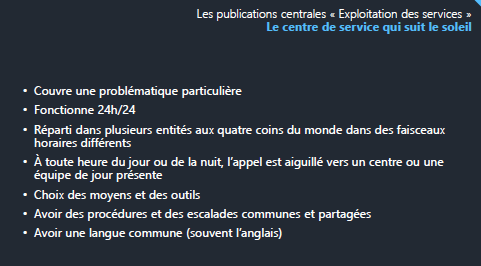 Les publications centrales « Exploitation des services »
Le centre de service qui suit le soleil
• Couvre une problématique particulière
• Fonctionne 24h/24
• Réparti dans plusieurs entités aux quatre coins du monde dans des faisceaux
horaires différents
• À toute heure du jour ou de la nuit, l'appel est aiguillé vers un centre ou une
équipe de jour présente
• Choix des moyens et des outils
• Avoir des procédures et des escalades communes et partagées
• Avoir une langue commune (souvent l'anglais)